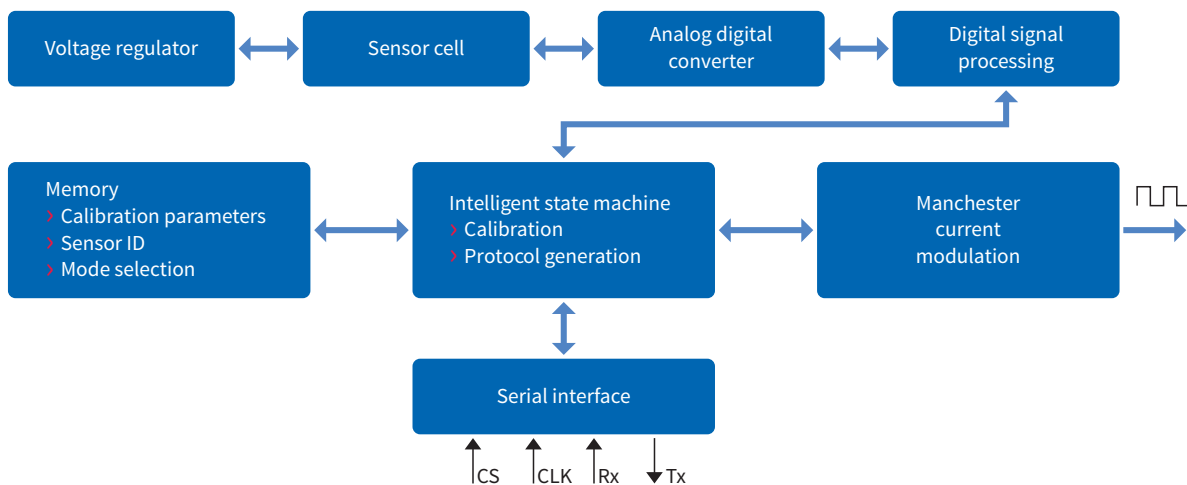 Voltage regulator
Sensor cell
Analog digital
converter
Digital signal
processing
Memory
› Calibration parameters
› Sensor ID
› Mode selection
Intelligent state machine
› Calibration
› Protocol generation
Manchester
current
modulation
Serial interface
CS
CLK
Rx
Tx